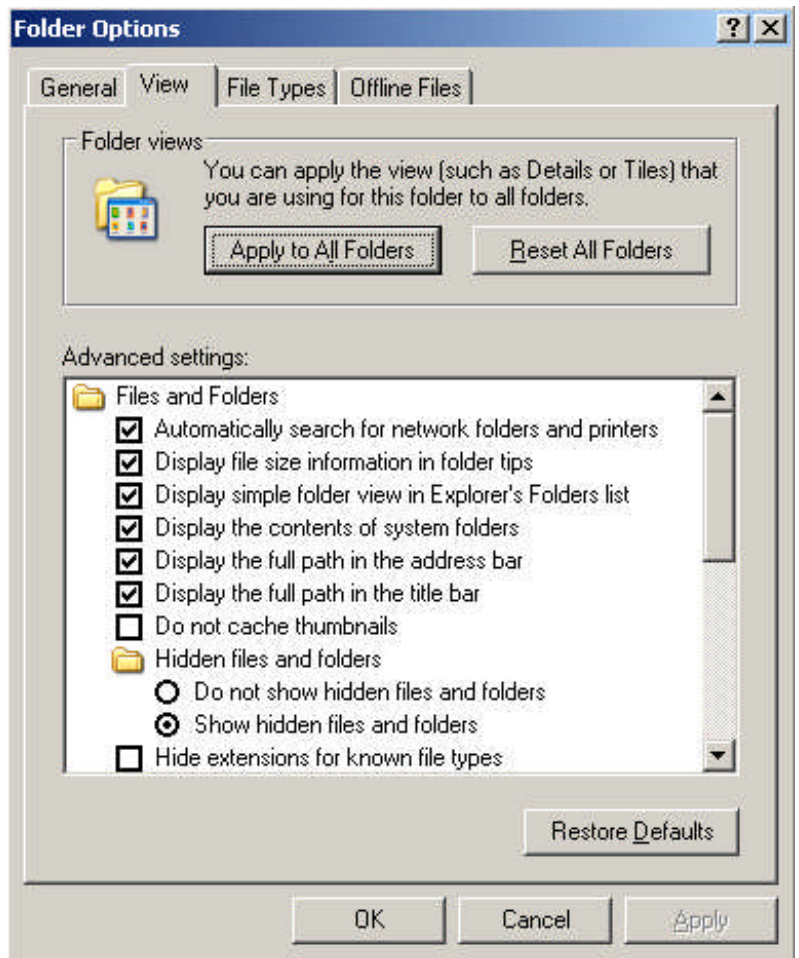 Folder Options
General View File Types Offline Files
Folder views
You can apply the view (such as Details or Tiles) that
you are using for this folder to all folders.
Apply to All Folders Reset All Folders
Advanced settings:
Files and Folders
Automatically search for network folders and printers
Display file size information in folder tips
Display simple folder view in Explorer's Folders list
Display the contents of system folders
Display the full path in the address bar
Display the full path in the title bar
Do not cache thumbnails
Hidden files and folders
Do not show hidden files and folders
Show hidden files and folders
Hide extensions for known file types
Restore Defaults
OK Cancel Apply